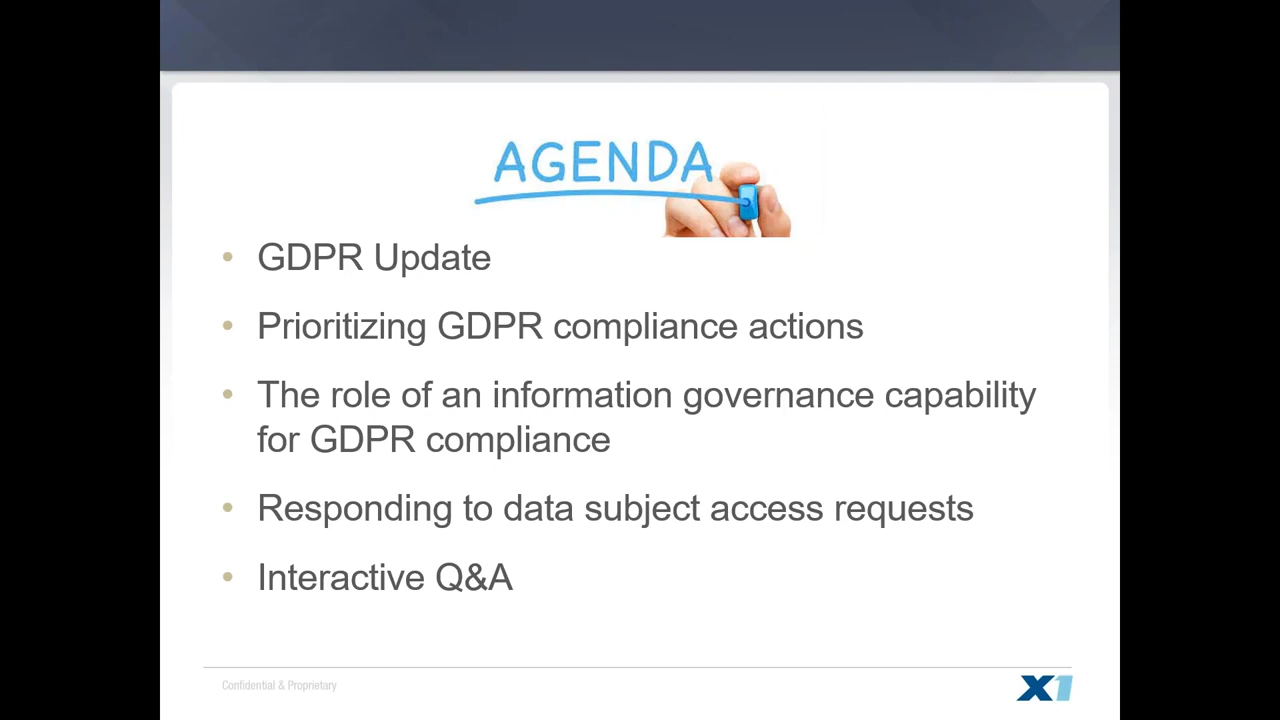 AGENDA
• GDPR Update
• Prioritizing GDPR compliance actions
• The role of an information governance capability
for GDPR compliance
• Responding to data subject access requests
• Interactive Q&A
Confidential & Proprietary
X1